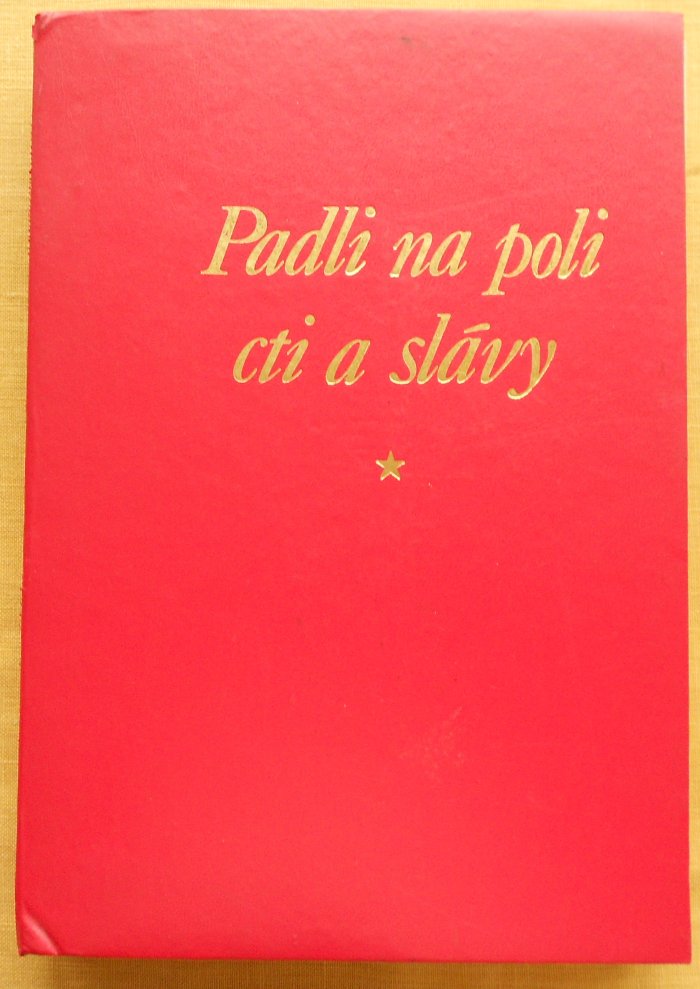 Padli na poli
cti a slávy